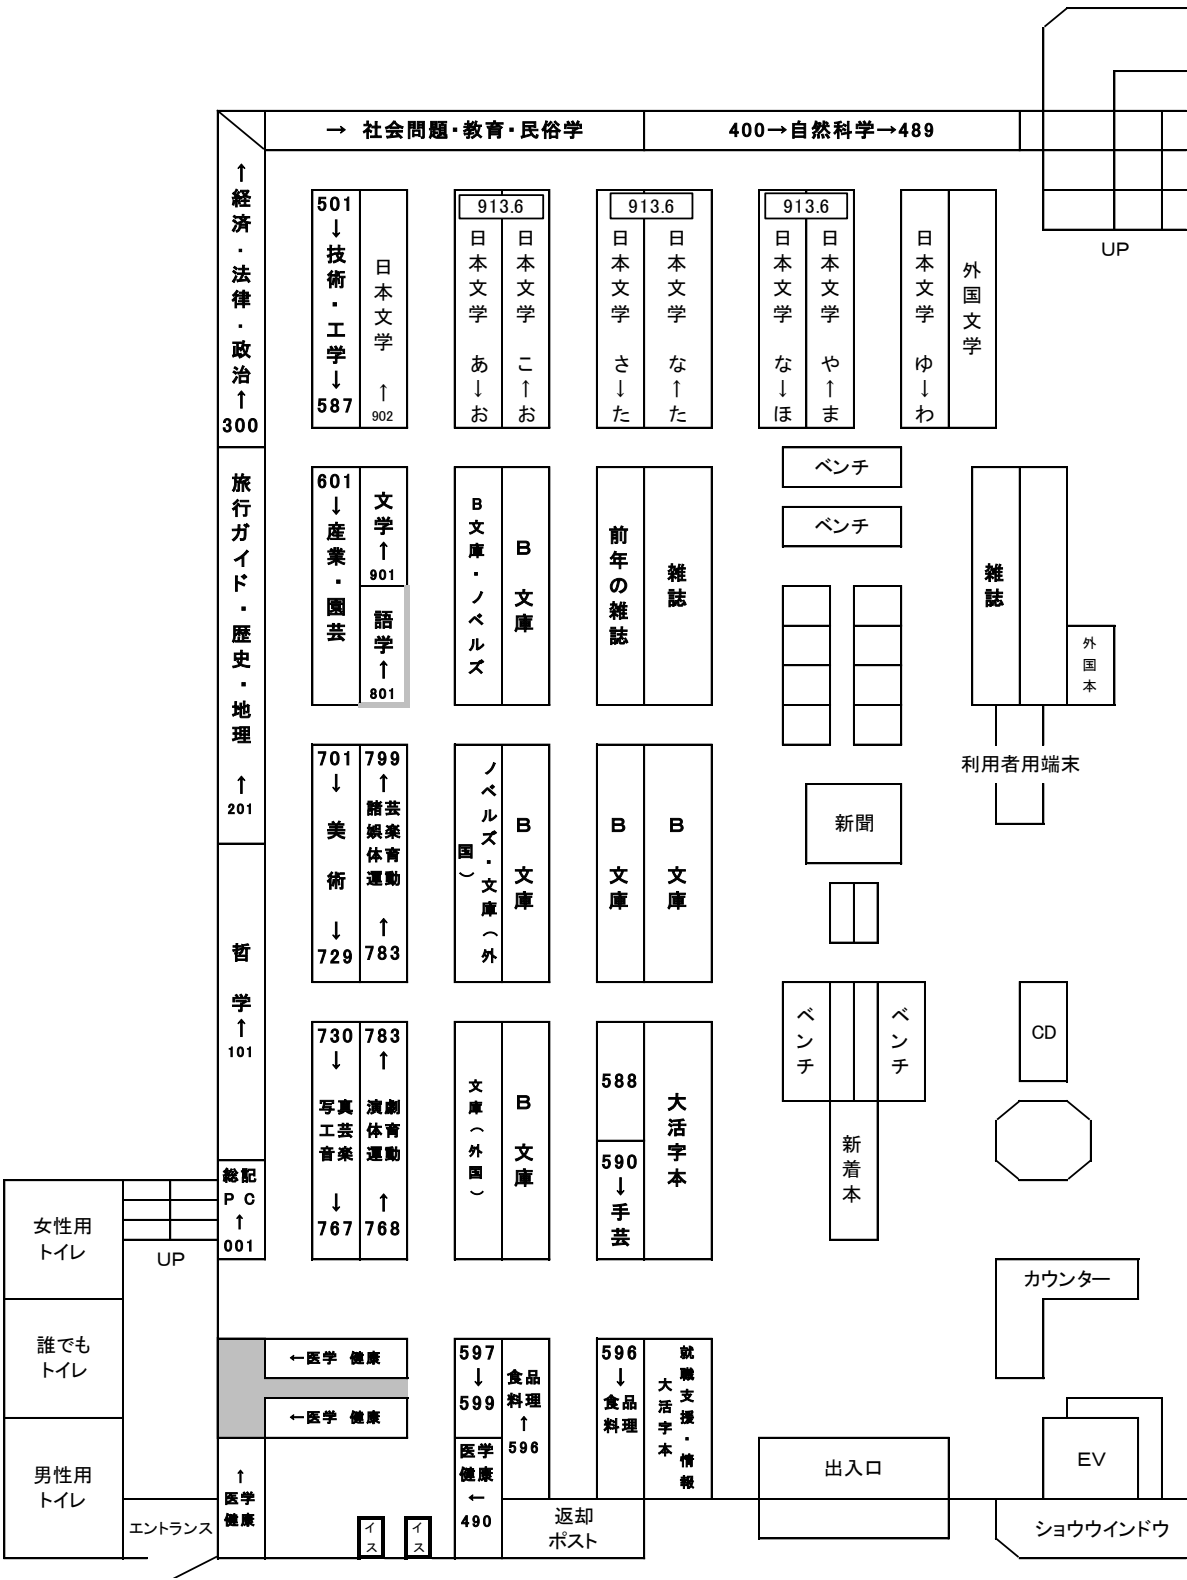 → 社会問題・教育・民俗学
400→自然科学→489
↑経済・法律・政治↑300
旅行ガイド・歴史・地理 ↑201
哲学↑101
総記
PC
↑
001
501↓技術・工学↓587
日本文学 ↑902
913.6
日本文学 あ→お
日本文学 こ←お
913.6
日本文学 さ→た
日本文学 な←た
913.6
日本文学 な→ほ
日本文学 や←ま
日本文学 ゆ→わ
外国文学
UP
601↓産業・園芸
文学↑901
語学↑801
B文庫・ノベルズ
B 文庫
前年の雑誌
雑誌
ベンチ
ベンチ
雑誌
外国本
利用者用端末
701↓美術↓729
799
↑
諸芸
娯楽
体育
運動
↑
783
ノベルズ・文庫(外国)
B 文庫
B 文庫
B 文庫
新聞
730
↓
写真
工芸
音楽
↓
767
783
↑
演劇
体育
運動
↑
768
文庫(外国)
B 文庫
588
590↓手芸
大活字本
ベンチ
ベンチ
新着本
CD
カウンター
女性用
トイレ
UP
誰でも
トイレ
男性用
トイレ
エントランス
←医学 健康
←医学 健康
↑
医学
健康
イス
イス
597
↓
599
医学
健康
←
490
食品
料理
↑
596
596
↓
食品
料理
就職支援・情報
大活字本
返却
ポスト
出入口
EV
ショウウインドウ